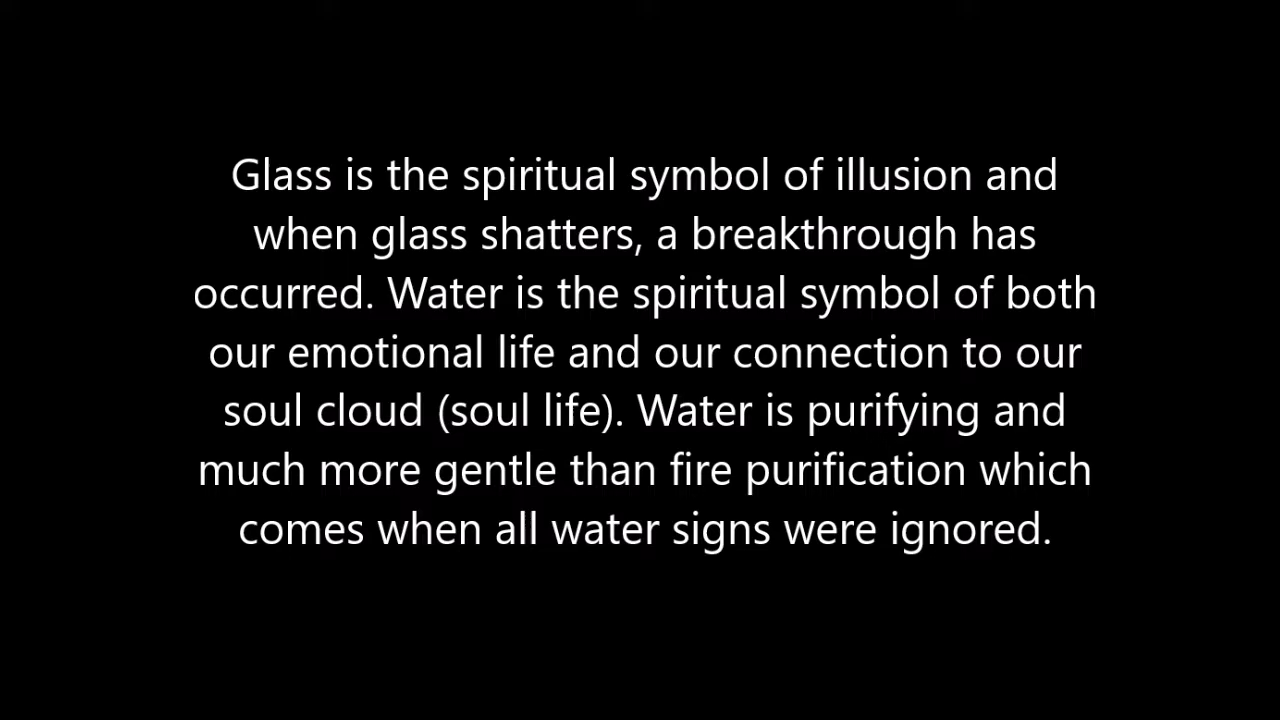 Glass is the spiritual symbol of illusion and
when glass shatters, a breakthrough has
occurred. Water is the spiritual symbol of both
our emotional life and our connection to our
soul cloud (soul life). Water is purifying and
much more gentle than fire purification which
comes when all water signs were ignored.